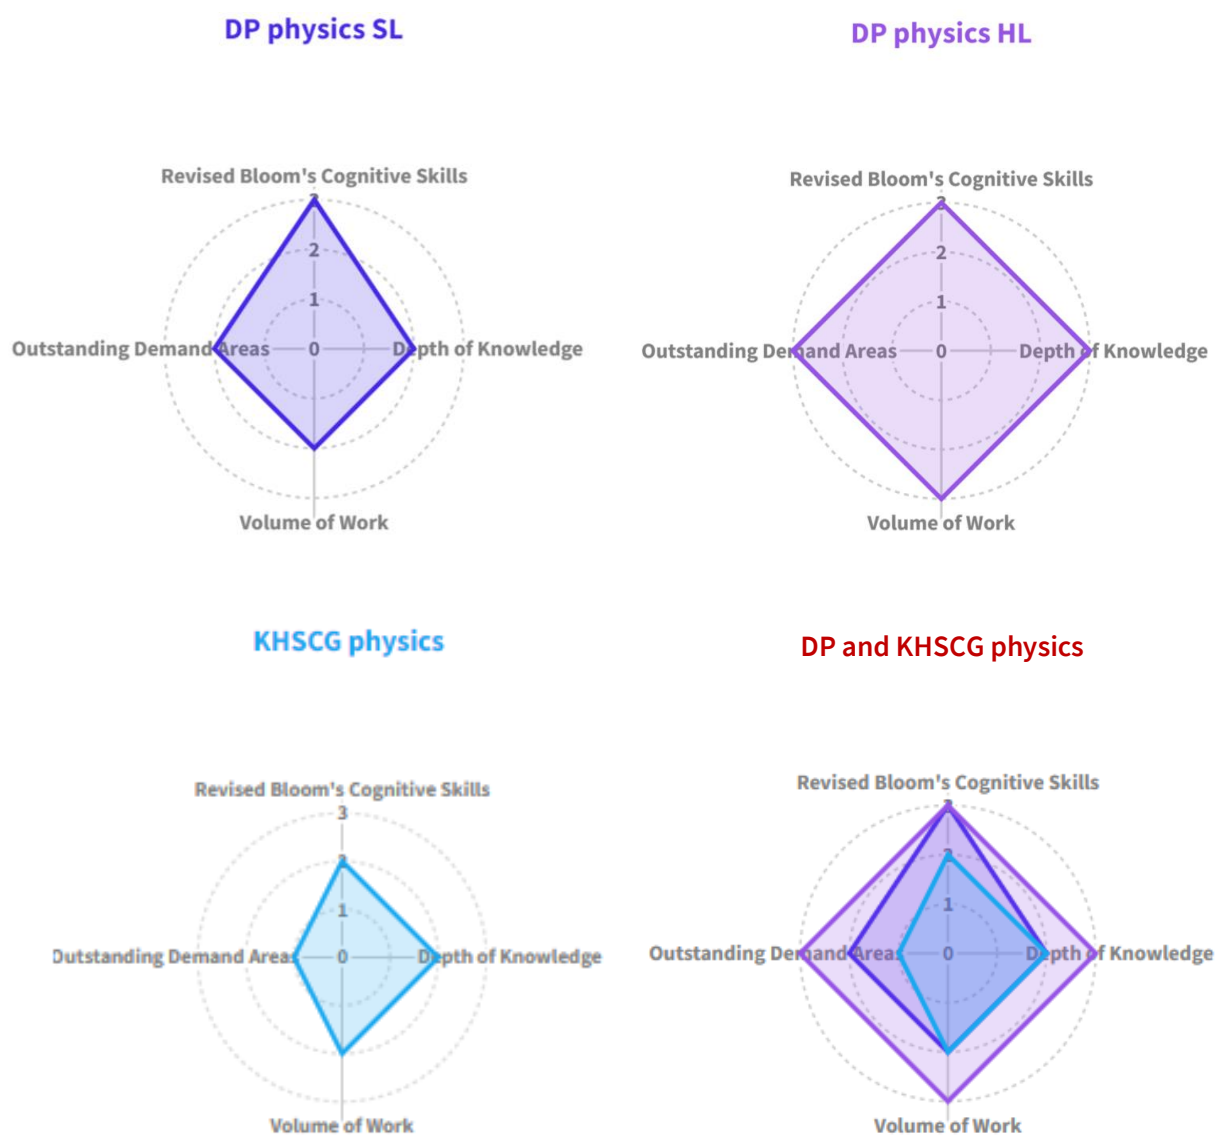 DP physics SL
DP physics HL
Revised Bloom's Cognitive Skills
3
2
1
Outstanding Demand Areas
0
Depth of Knowledge
Volume of Work
Revised Bloom's Cognitive Skills
3
2
1
Outstanding Demand Areas
0
Depth of Knowledge
Volume of Work
KHSCG physics
DP and KHSCG physics
Revised Bloom's Cognitive Skills
3
2
1
Outstanding Demand Areas
0
Depth of Knowledge
Volume of Work
Revised Bloom's Cognitive Skills
3
2
1
Outstanding Demand Areas
0
Depth of Knowledge
Volume of Work